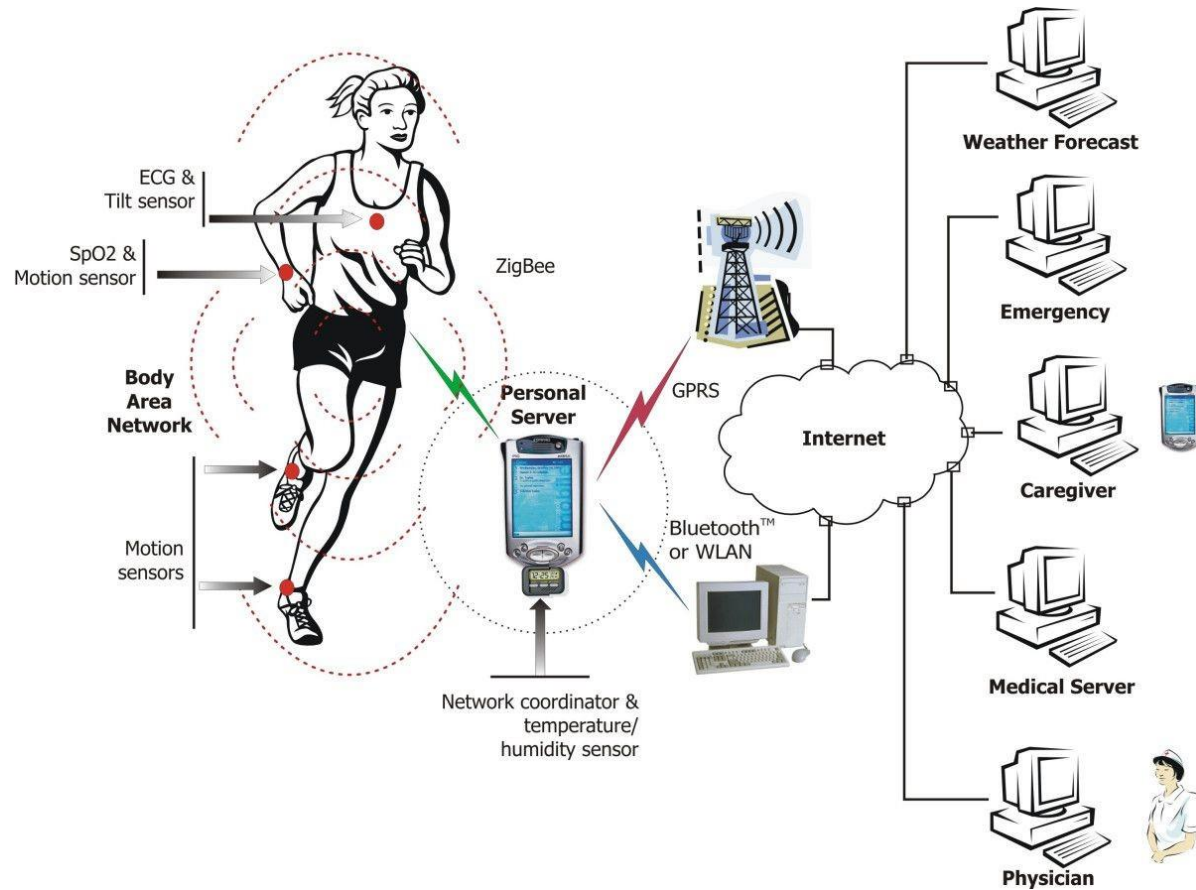 ECG &
Tilt sensor
SpO2 &
Motion sensor
Body
Area
Network
Motion
sensors
ZigBee
Personal
Server
Network coordinator &
temperature/
humidity sensor
GPRS
Bluetooth™
or WLAN
Internet
Weather Forecast
Emergency
Caregiver
Medical Server
Physician